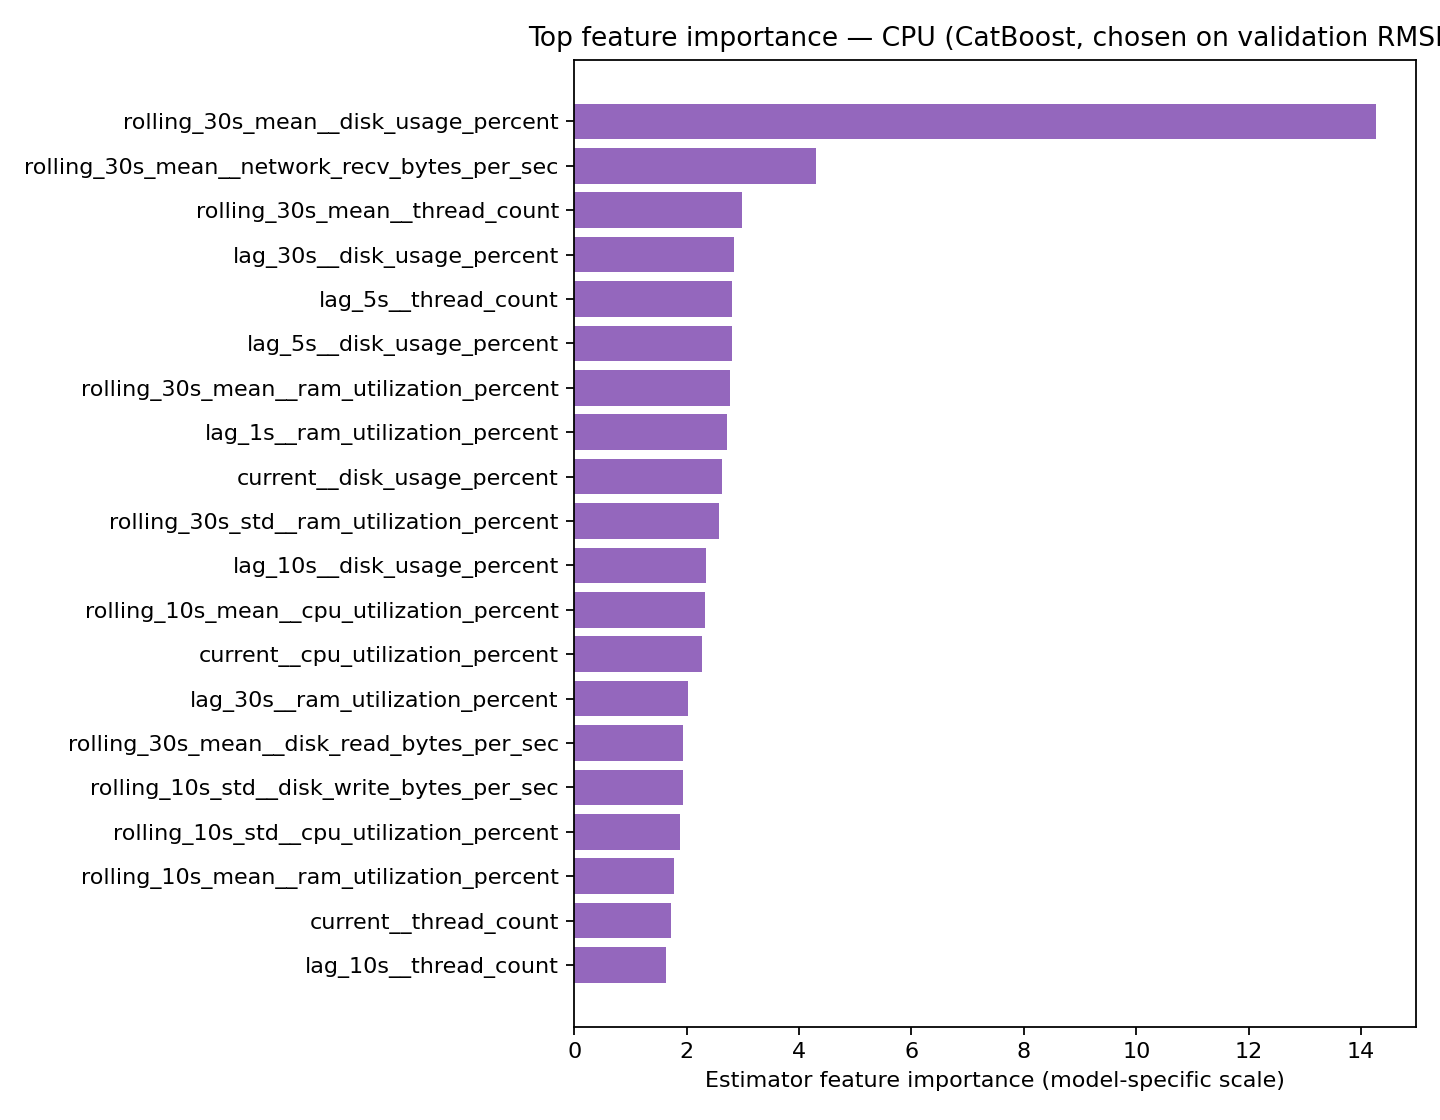 Top feature importance — CPU (CatBoost, chosen on validation RMS
rolling_30s_mean__disk_usage_percent
rolling_30s_mean__network_recv_bytes_per_sec
rolling_30s_mean__thread_count
lag_30s__disk_usage_percent
lag_5s__thread_count
lag_5s__disk_usage_percent
rolling_30s_mean__ram_utilization_percent
lag_1s__ram_utilization_percent
current__disk_usage_percent
rolling_30s_std__ram_utilization_percent
lag_10s__disk_usage_percent
rolling_10s_mean__cpu_utilization_percent
current__cpu_utilization_percent
lag_30s__ram_utilization_percent
rolling_30s_mean__disk_read_bytes_per_sec
rolling_10s_std__disk_write_bytes_per_sec
rolling_10s_std__cpu_utilization_percent
rolling_10s_mean__ram_utilization_percent
current__thread_count
lag_10s__thread_count
0 2 4 6 8 10 12 14
Estimator feature importance (model-specific scale)